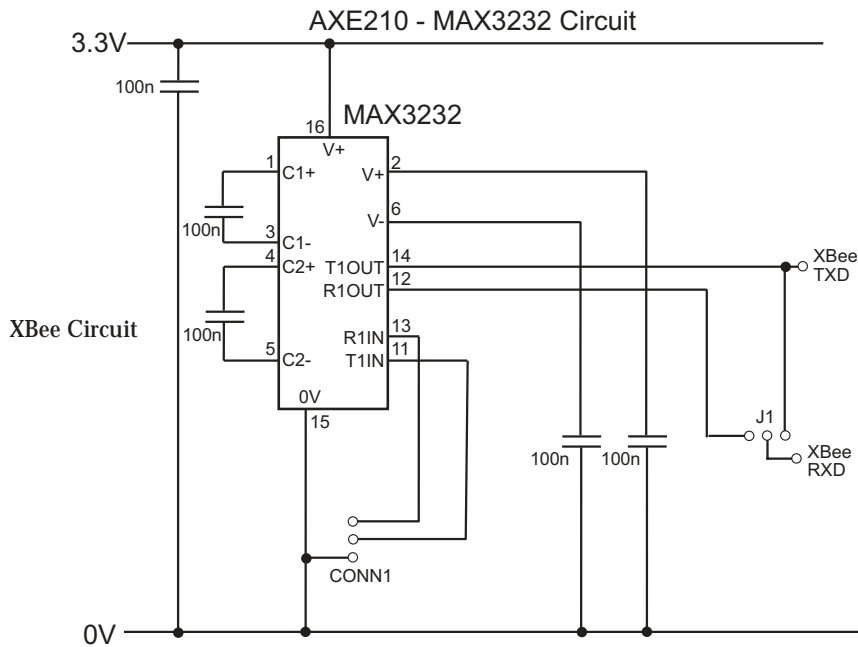 AXE210 - MAX3232 Circuit
3.3V
100n
MAX3232
16
V+
1
C1+
V+
2
100n
V-
6
3
C1-
4
C2+
T1OUT
14
XBee
TXD
R1OUT
12
XBee Circuit
100n
R1IN
13
5
C2-
T1IN
11
0V
15
J1
100n
100n
XBee
RXD
CONN1
0V